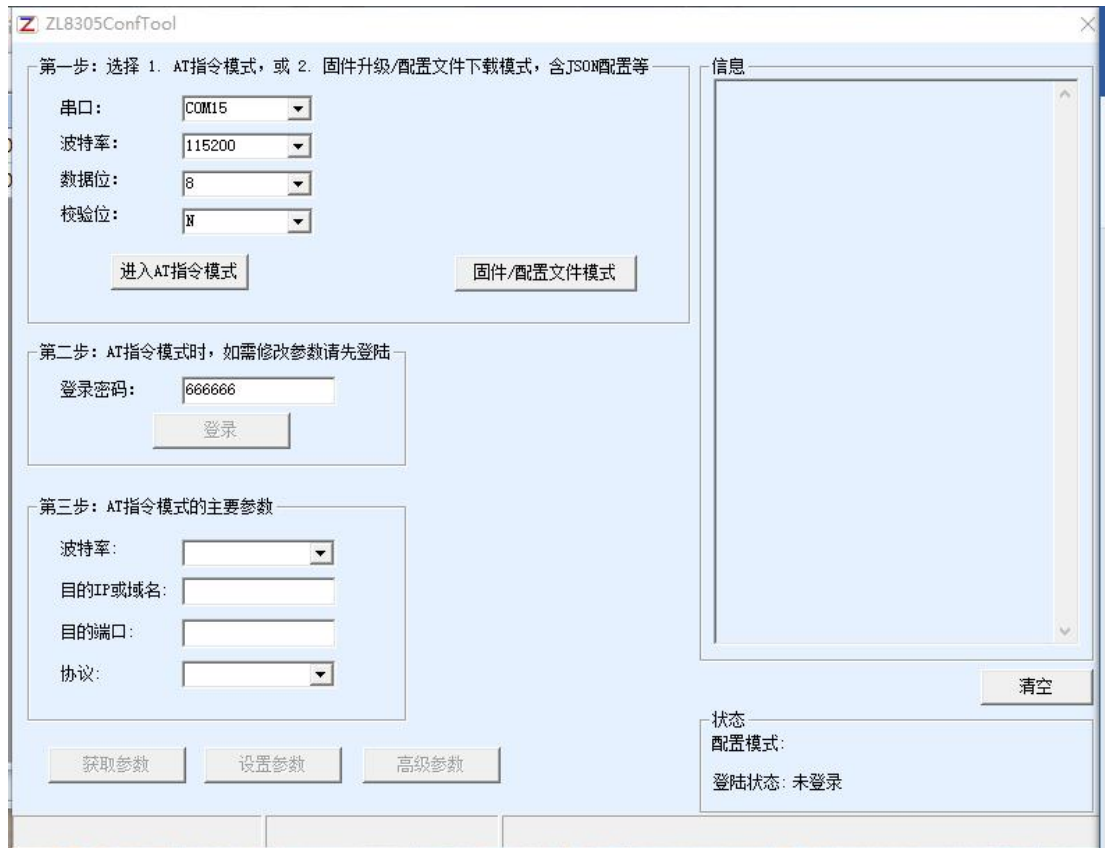 ZL8305ConfTool
第一步: 选择 1. AT指令模式, 或 2. 固件升级/配置文件下载模式, 含JSON配置等
串口: COM15
波特率: 115200
数据位: 8
校验位: N
进入AT指令模式
固件/配置文件模式
第二步: AT指令模式时, 如需修改参数请先登陆
登录密码: 666666
登录
第三步: AT指令模式的主要参数
波特率:
目的IP或域名:
目的端口:
协议:
获取参数
设置参数
高级参数
信息
清空
状态
配置模式:
登陆状态: 未登录